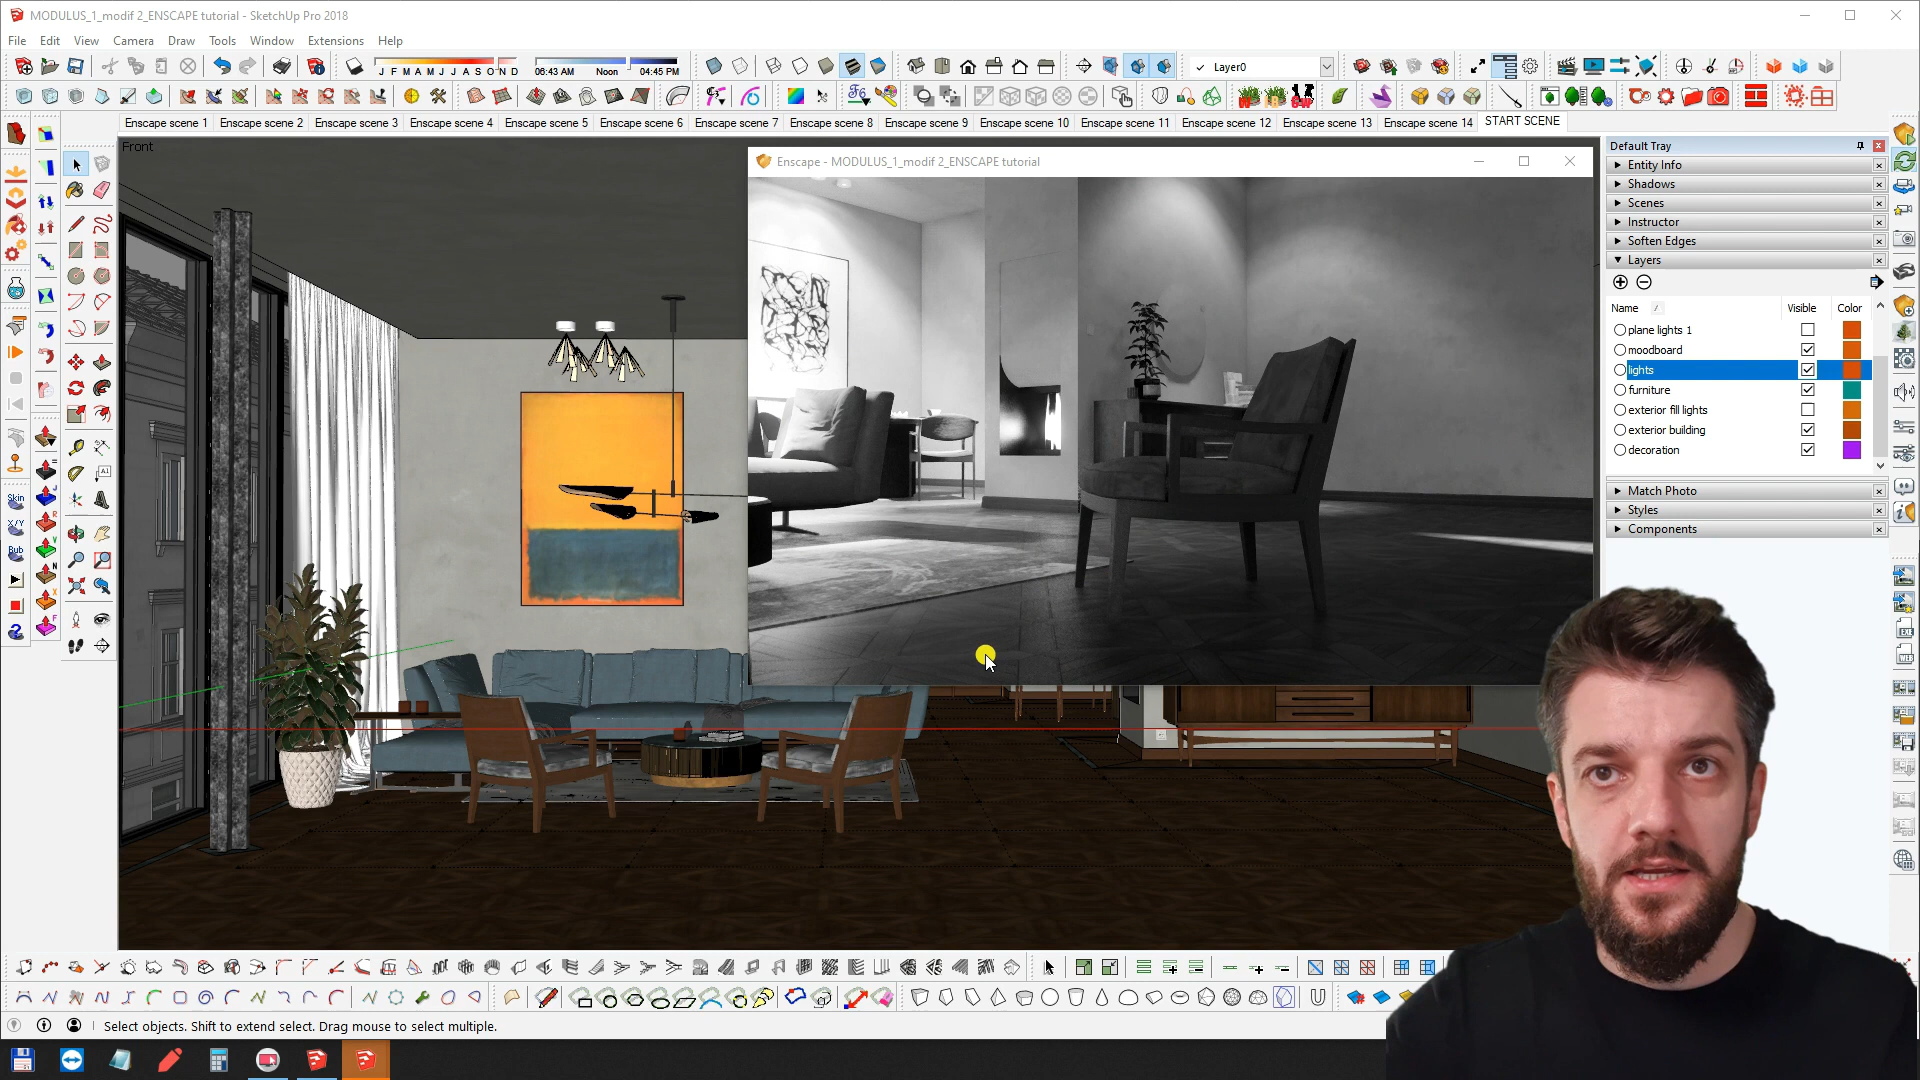 MODULUS_1_modif 2_ENSCAPE tutorial - SketchUp Pro 2018
File Edit View Camera Draw Tools Window Extensions Help
J F M A M J J A S O N D
06:43 AM Noon 04:45 PM
Layer0
Enscape scene 1 Enscape scene 2 Enscape scene 3 Enscape scene 4 Enscape scene 5 Enscape scene 6 Enscape scene 7 Enscape scene 8 Enscape scene 9 Enscape scene 10 Enscape scene 11 Enscape scene 12 Enscape scene 13 Enscape scene 14 START SCENE
Front
Enscape - MODULUS_1_modif 2_ENSCAPE tutorial
Default Tray
Entity Info
Shadows
Scenes
Instructor
Soften Edges
Layers
Name Visible Color
plane lights 1
moodboard
lights
furniture
exterior fill lights
exterior building
decoration
Match Photo
Styles
Components
Skin
X/Y
Bub
Select objects. Shift to extend select. Drag mouse to select multiple.